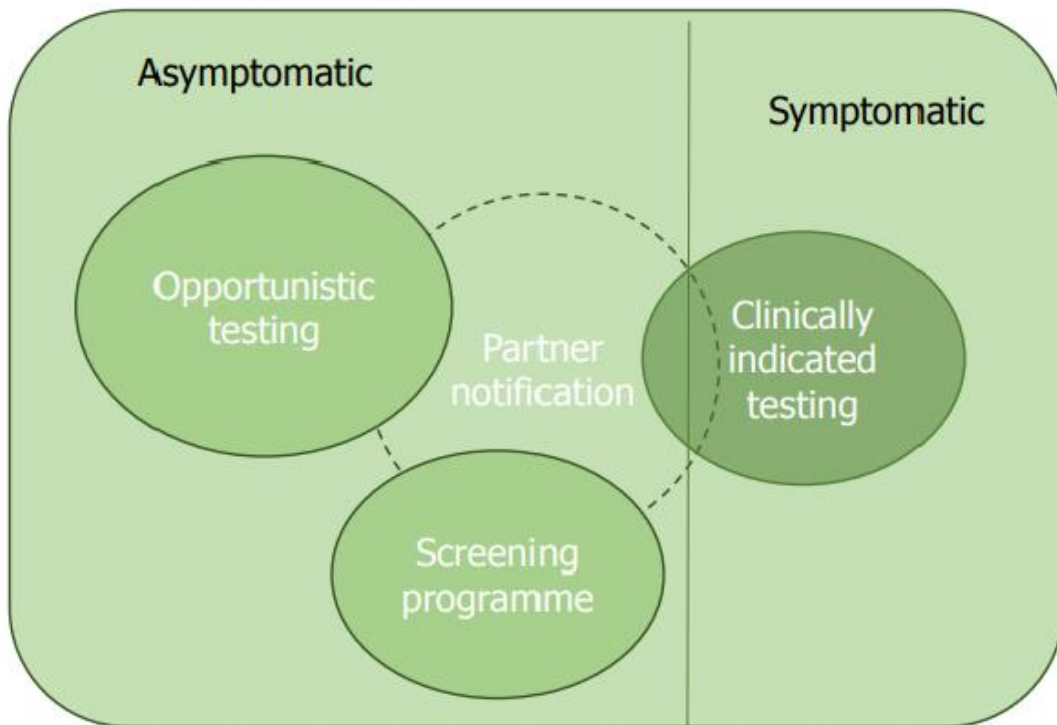 Asymptomatic
Symptomatic
Opportunistic
testing
Partner
notification
Clinically
indicated
testing
Screening
programme